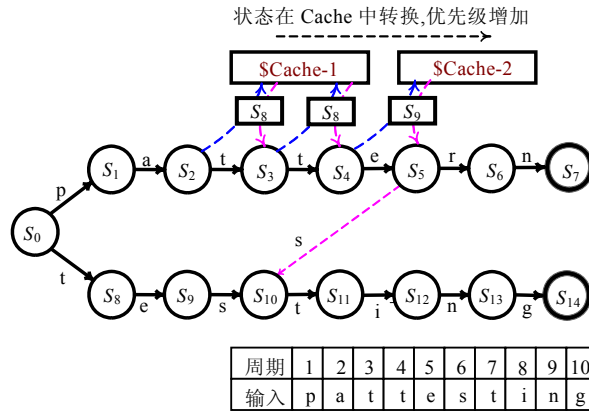 状态在 Cache 中转换,优先级增加
$Cache-1 $Cache-2
S8 S8 S9
a t t e r n
S1 S2 S3 S4 S5 S6 S7
p
S0 s
t
S8 S9 S10 S11 S12 S13 S14
e s t i n g
周期 1 2 3 4 5 6 7 8 9 10
输入 p a t t e s t i n g